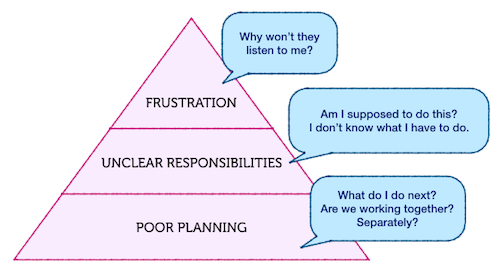 Why won't they
listen to me?
FRUSTRATION
Am I supposed to do this?
I don't know what I have to do.
UNCLEAR RESPONSIBILITIES
What do I do next?
Are we working together?
Separately?
POOR PLANNING